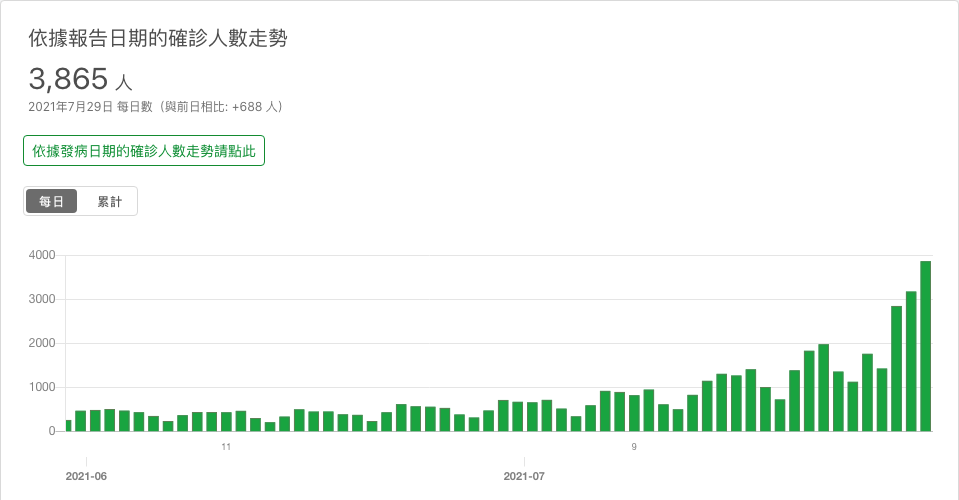 依據報告日期的確診人數走勢
3,865 人
2021年7月29日 每日數（與前日相比: +688 人）
依據發病日期的確診人數走勢請點此
每日 累計
4000
3000
2000
1000
0
11 9
2021-06 2021-07